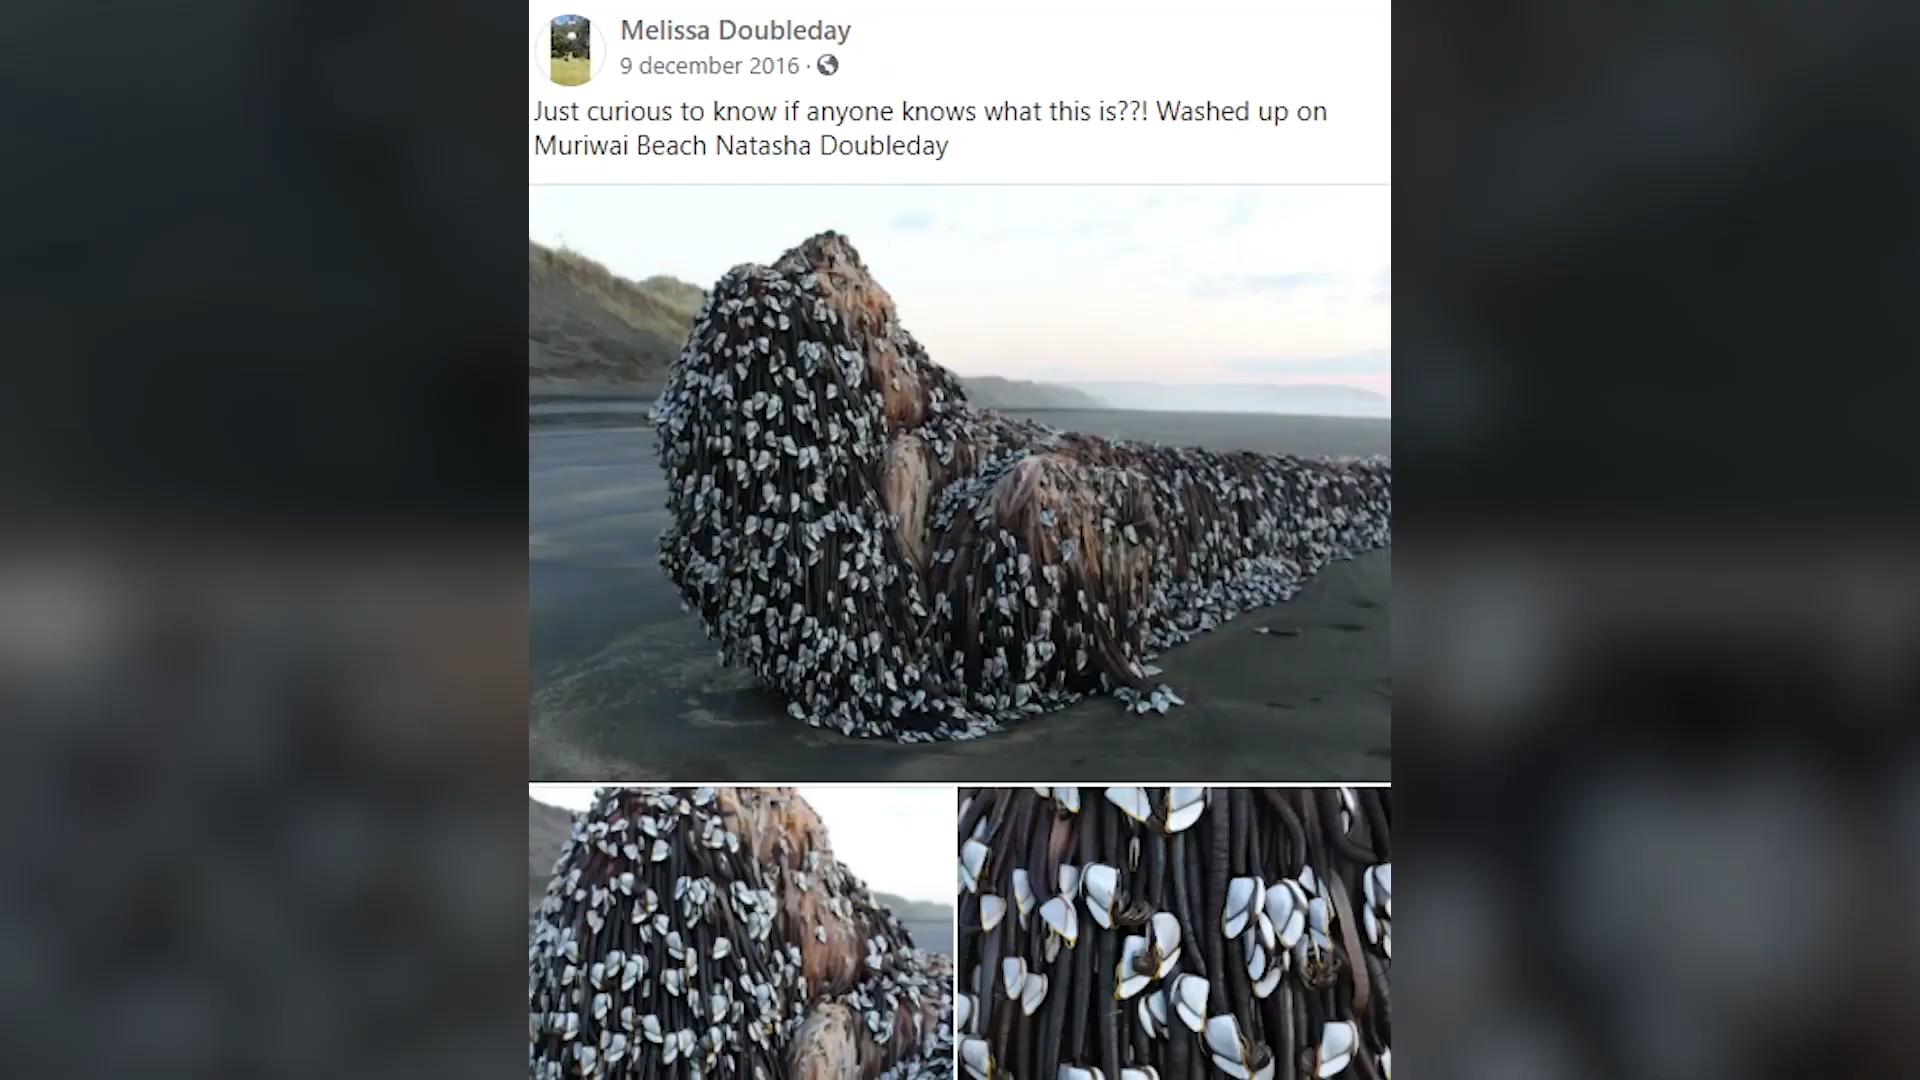 Melissa Doubleday
9 december 2016 ·
Just curious to know if anyone knows what this is??! Washed up on
Muriwai Beach Natasha Doubleday